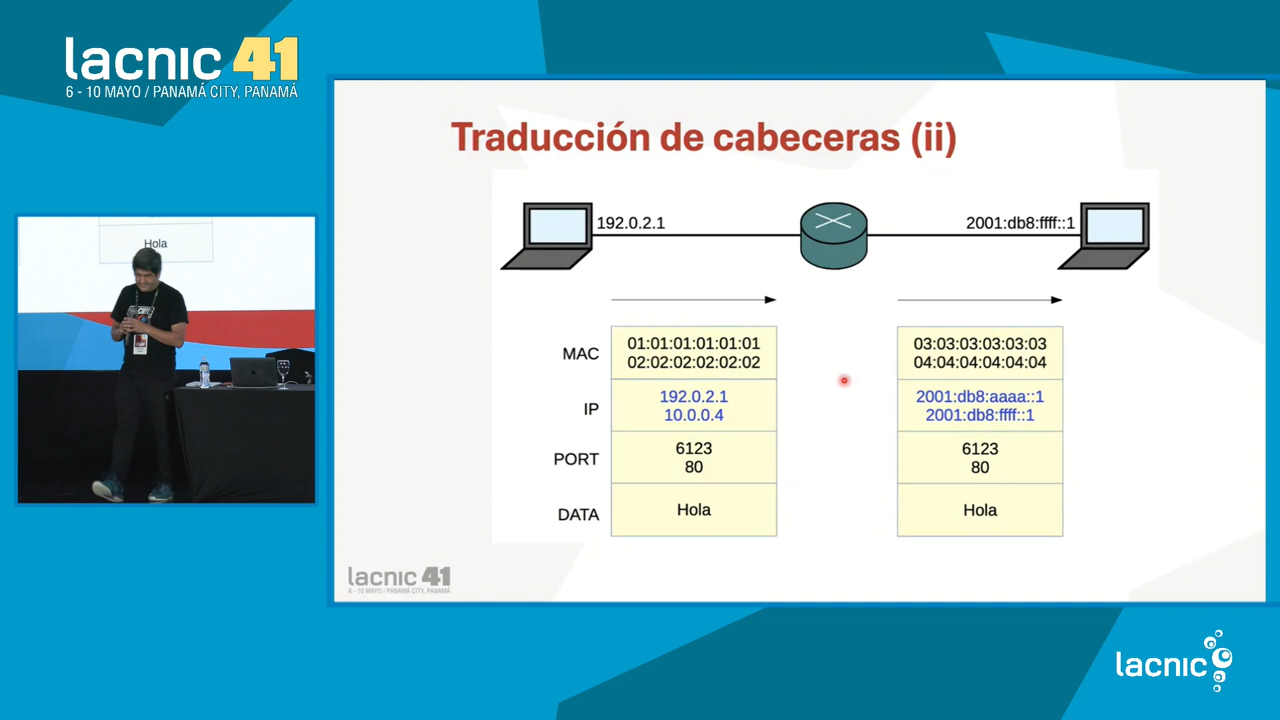 lacnic 41
6 - 10 MAYO / PANAMÁ CITY, PANAMÁ
Hola
Traducción de cabeceras (ii)
192.0.2.1
2001:db8:ffff::1
MAC
01:01:01:01:01:01
02:02:02:02:02:02
03:03:03:03:03:03
04:04:04:04:04:04
IP
192.0.2.1
10.0.0.4
2001:db8:aaaa::1
2001:db8:ffff::1
PORT
6123
80
6123
80
DATA
Hola
Hola
lacnic 41
6 - 10 MAYO / PANAMÁ CITY, PANAMÁ
lacnic